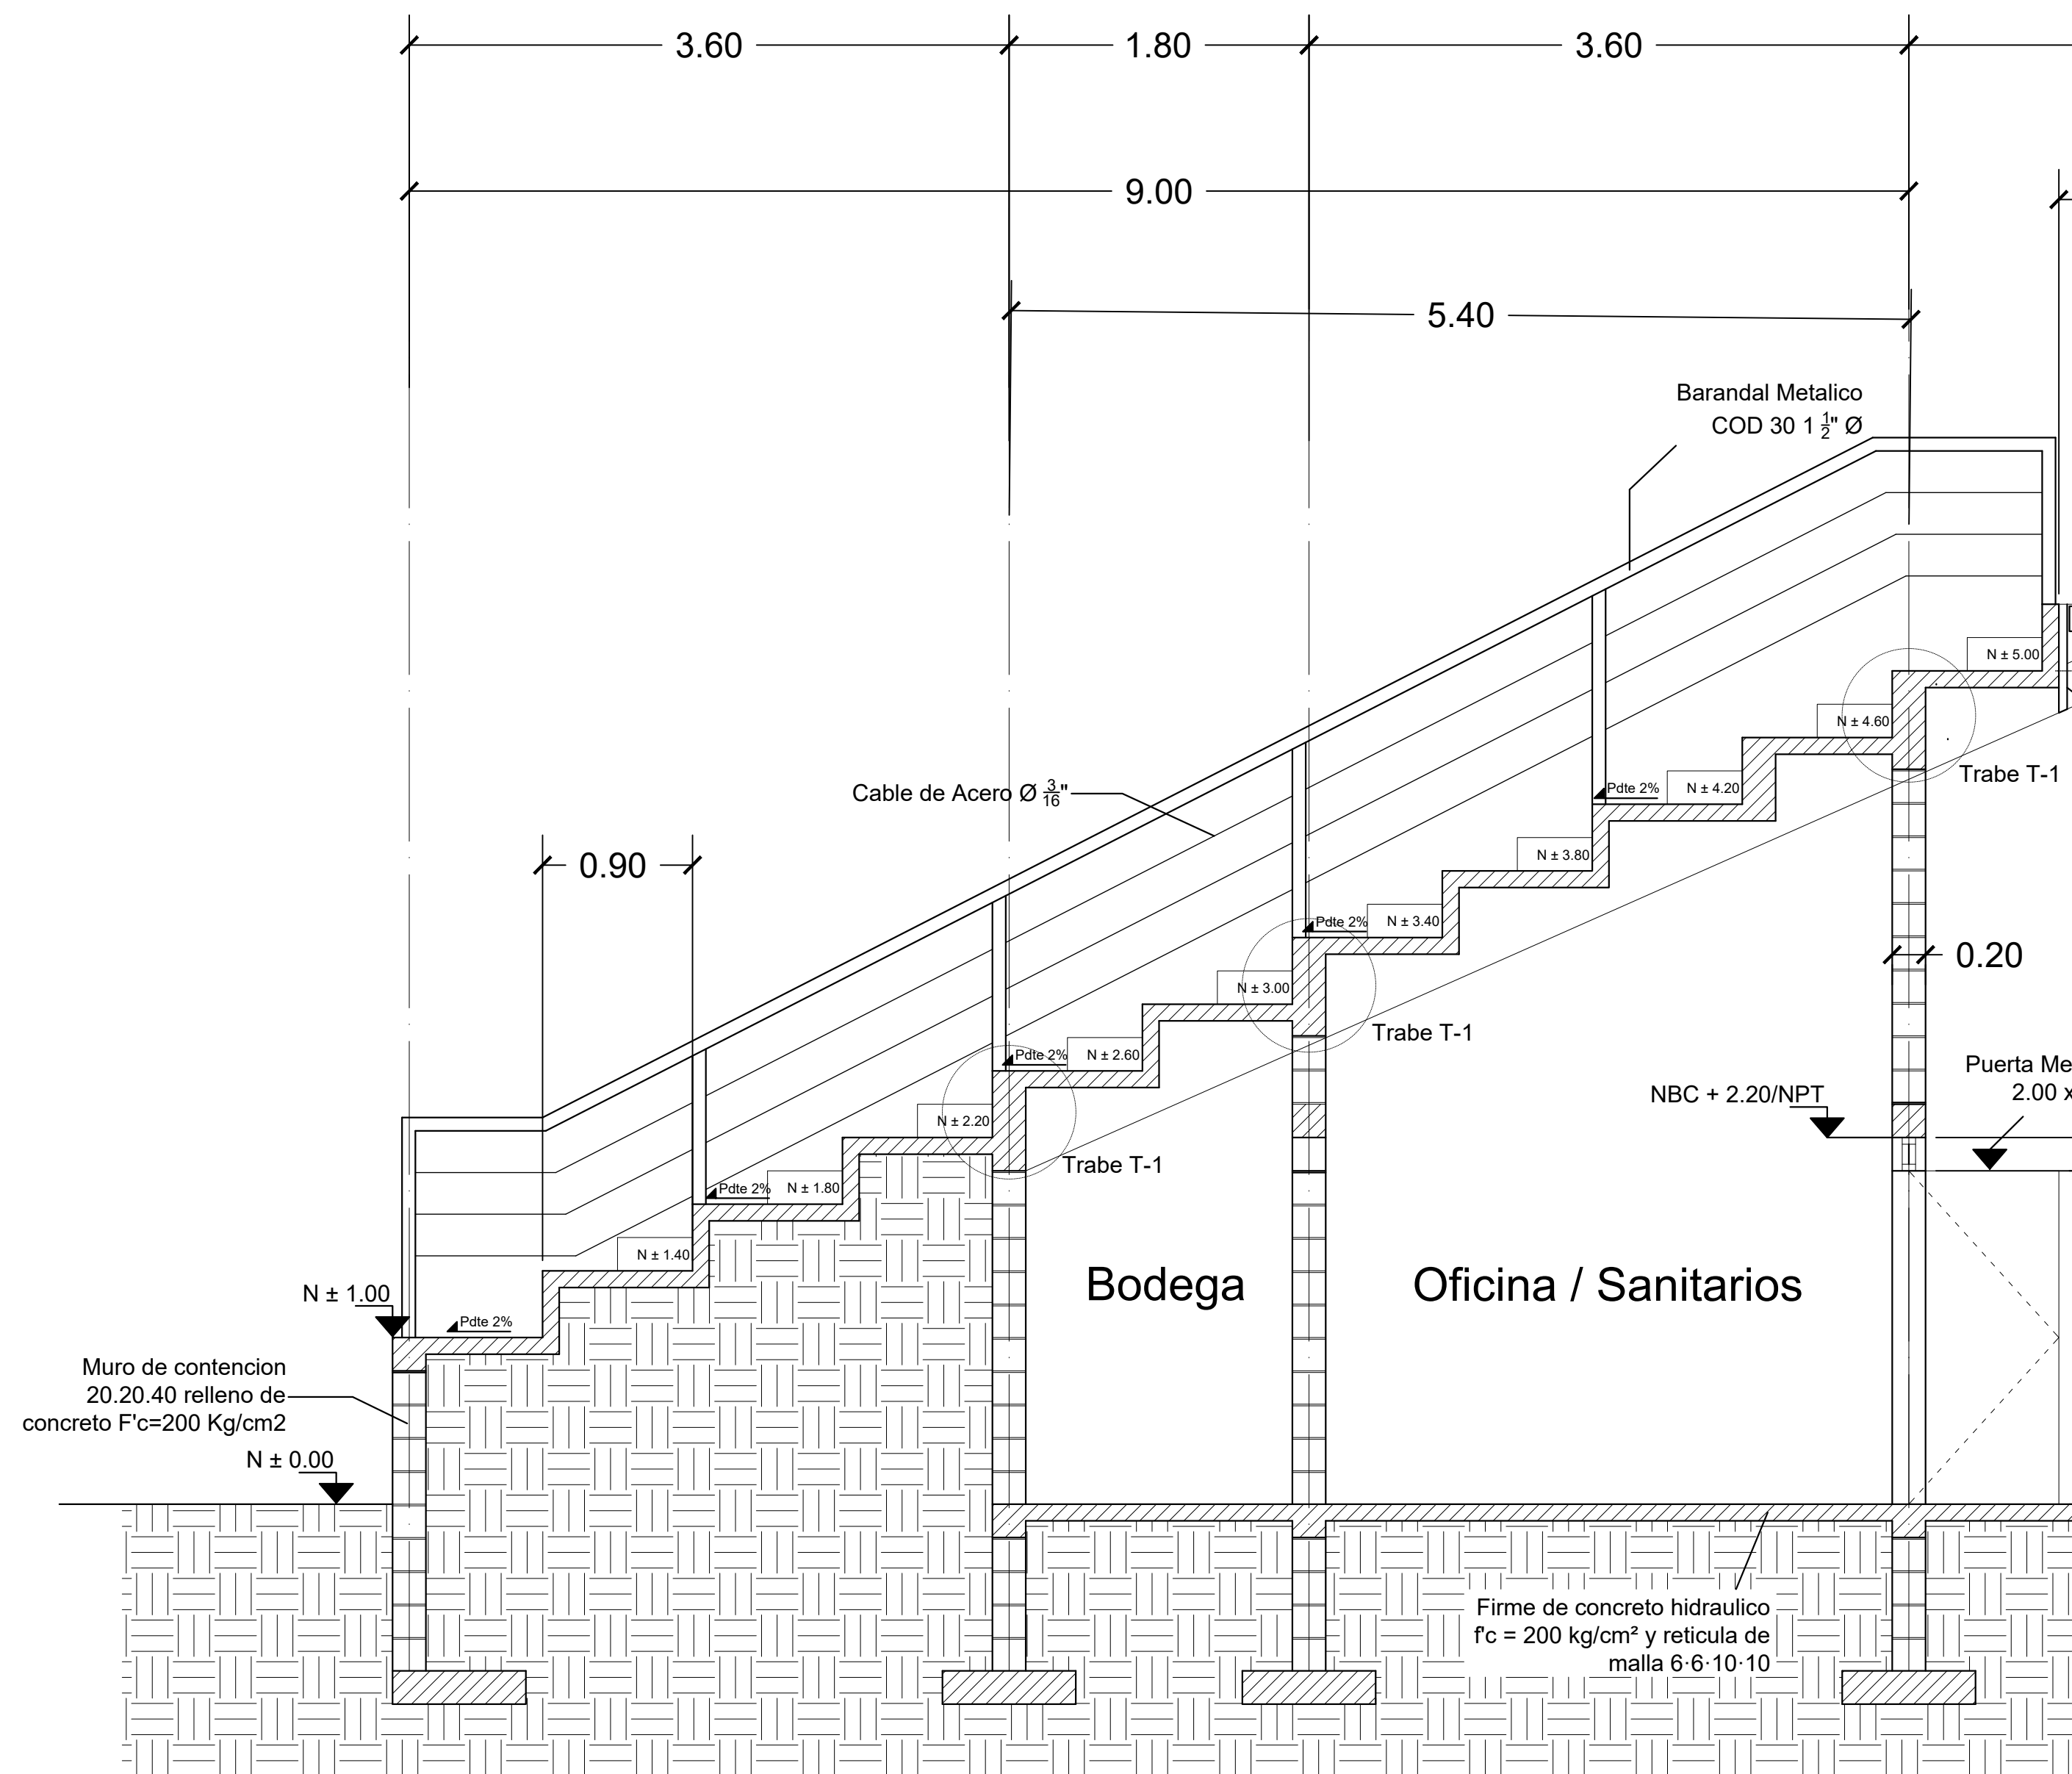 3.60
1.80
3.60
9.00
5.40
Barandal Metalico
COD 30 1 1/2" Ø
N ± 5.00
N ± 4.60
Trabe T-1
Cable de Acero Ø 3/16"
Pdte 2%
N ± 4.20
0.90
N ± 3.80
Pdte 2%
N ± 3.40
0.20
N ± 3.00
Trabe T-1
Pdte 2%
N ± 2.60
Puerta Me
2.00 x
NBC + 2.20/NPT
N ± 2.20
Trabe T-1
Pdte 2%
N ± 1.80
N ± 1.40
Bodega
Oficina / Sanitarios
N ± 1.00
Pdte 2%
Muro de contencion
20.20.40 relleno de
concreto F'c=200 Kg/cm2
N ± 0.00
Firme de concreto hidraulico
f'c = 200 kg/cm² y reticula de
malla 6·6·10·10